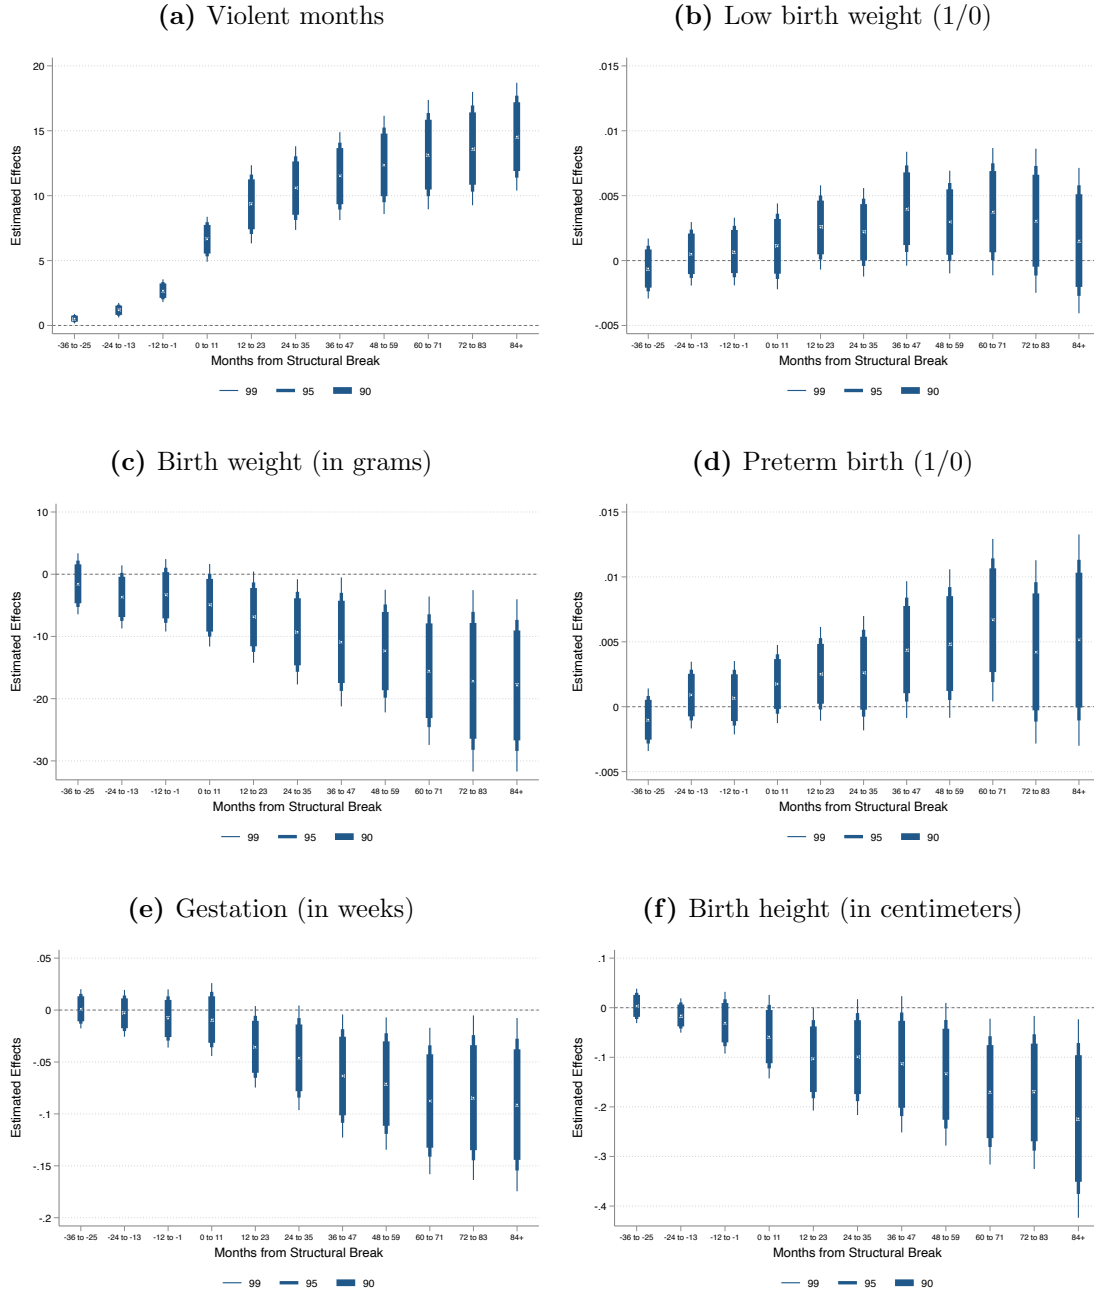 (a) Violent months
20
15
10
5
0
Estimated Effects
-36 to -25 -24 to -13 -12 to -1 0 to 11 12 to 23 24 to 35 36 to 47 48 to 59 60 to 71 72 to 83 84+
Months from Structural Break
99 95 90
(b) Low birth weight (1/0)
.015
.01
.005
0
-.005
Estimated Effects
-36 to -25 -24 to -13 -12 to -1 0 to 11 12 to 23 24 to 35 36 to 47 48 to 59 60 to 71 72 to 83 84+
Months from Structural Break
99 95 90
(c) Birth weight (in grams)
10
0
-10
-20
-30
Estimated Effects
-36 to -25 -24 to -13 -12 to -1 0 to 11 12 to 23 24 to 35 36 to 47 48 to 59 60 to 71 72 to 83 84+
Months from Structural Break
99 95 90
(d) Preterm birth (1/0)
.015
.01
.005
0
-.005
Estimated Effects
-36 to -25 -24 to -13 -12 to -1 0 to 11 12 to 23 24 to 35 36 to 47 48 to 59 60 to 71 72 to 83 84+
Months from Structural Break
99 95 90
(e) Gestation (in weeks)
.05
0
-.05
-.1
-.15
-.2
Estimated Effects
-36 to -25 -24 to -13 -12 to -1 0 to 11 12 to 23 24 to 35 36 to 47 48 to 59 60 to 71 72 to 83 84+
Months from Structural Break
99 95 90
(f) Birth height (in centimeters)
.1
0
-.1
-.2
-.3
-.4
Estimated Effects
-36 to -25 -24 to -13 -12 to -1 0 to 11 12 to 23 24 to 35 36 to 47 48 to 59 60 to 71 72 to 83 84+
Months from Structural Break
99 95 90